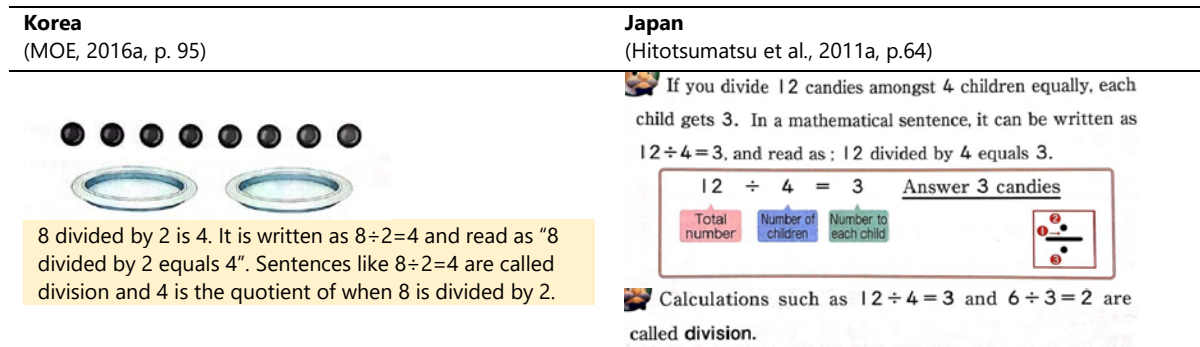 Korea
(MOE, 2016a, p. 95)
8 divided by 2 is 4. It is written as 8÷2=4 and read as “8
divided by 2 equals 4”. Sentences like 8÷2=4 are called
division and 4 is the quotient of when 8 is divided by 2.
Japan
(Hitotsumatsu et al., 2011a, p.64)
If you divide 12 candies amongst 4 children equally, each
child gets 3. In a mathematical sentence, it can be written as
12÷4=3, and read as : 12 divided by 4 equals 3.
12 ÷ 4 = 3 Answer 3 candies
Total number
Number of children
Number to each child
❷
❶→
❸
Calculations such as 12÷4=3 and 6÷3=2 are
called division.